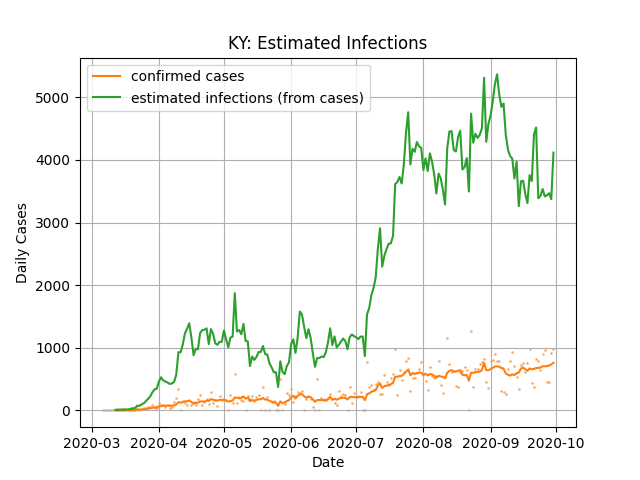 KY: Estimated Infections
confirmed cases
estimated infections (from cases)
Daily Cases
5000
4000
3000
2000
1000
0
2020-03 2020-04 2020-05 2020-06 2020-07 2020-08 2020-09 2020-10
Date